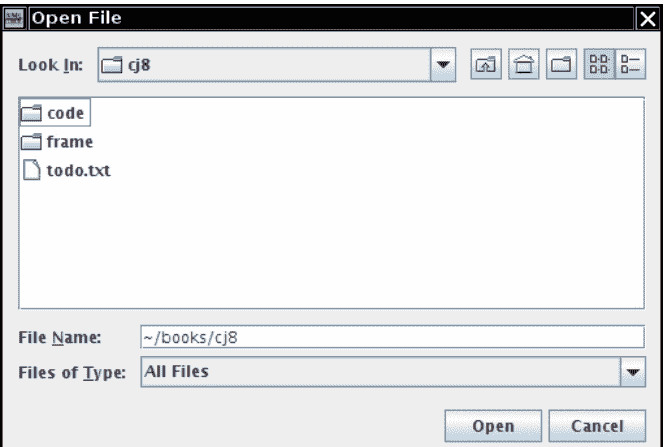 Open File
Look In: cj8
code
frame
todo.txt
File Name: ~/books/cj8
Files of Type: All Files
Open Cancel